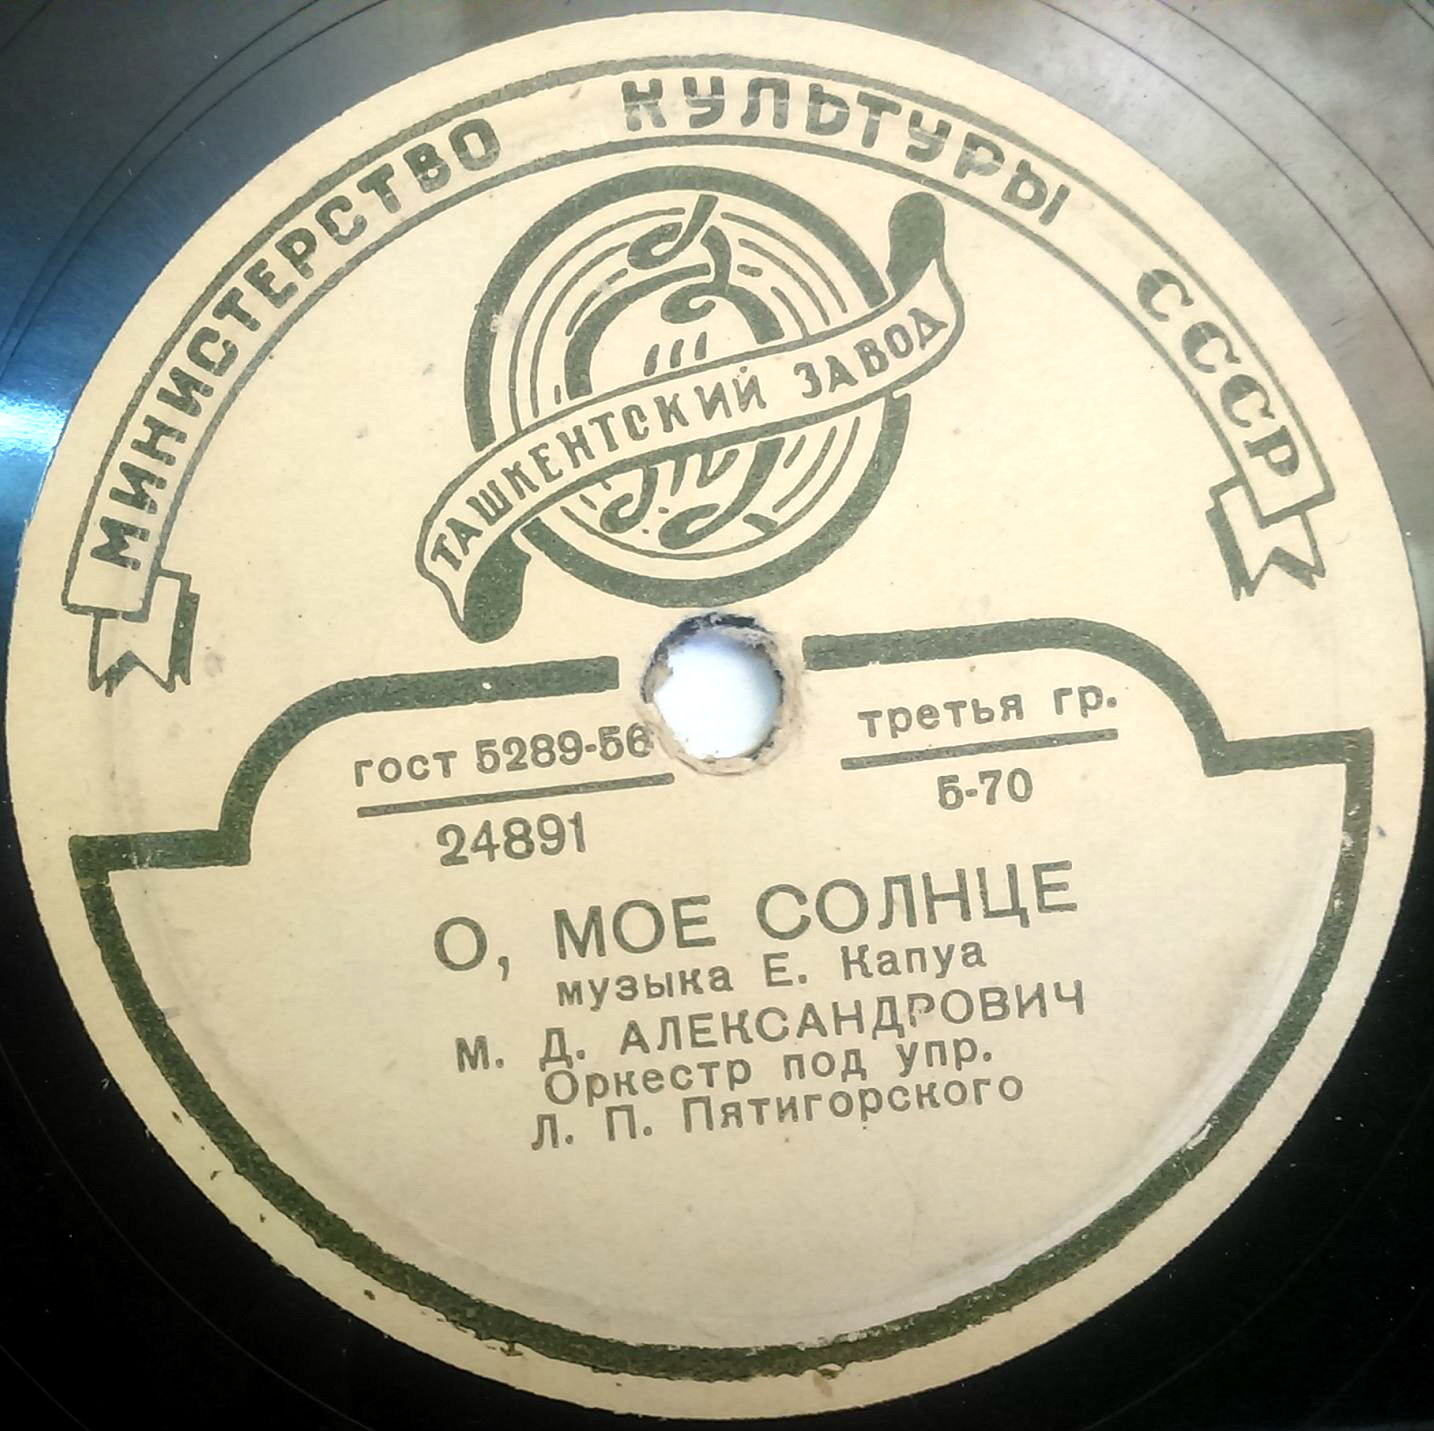 МИНИСТЕРСТВО КУЛЬТУРЫ СССР
ТАШКЕНТСКИЙ ЗАВОД
гост 5289-56
третья гр.
24891
5-70
О, МОЕ СОЛНЦЕ
музыка Е. Капуа
М. Д. АЛЕКСАНДРОВИЧ
Оркестр под упр.
Л. П. Пятигорского